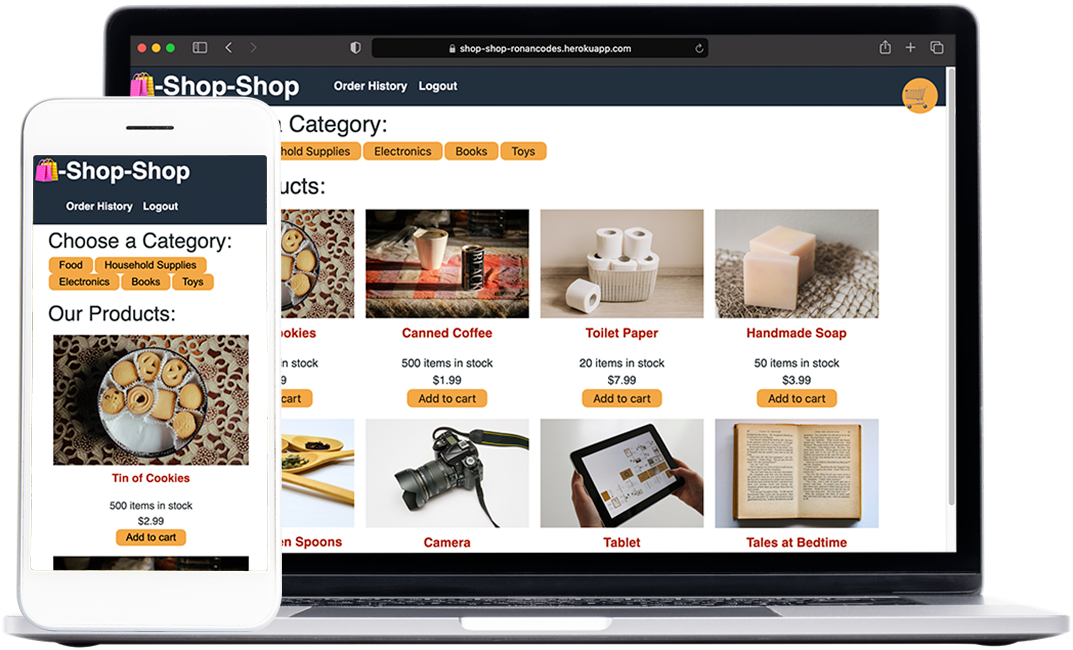 shop-shop-ronancodes.herokuapp.com
-Shop-Shop
Order History Logout
a Category:
hold Supplies Electronics Books Toys
ucts:
ookies Canned Coffee Toilet Paper Handmade Soap
in stock 500 items in stock 20 items in stock 50 items in stock
9 $1.99 $7.99 $3.99
cart Add to cart Add to cart Add to cart
en Spoons Camera Tablet Tales at Bedtime
BLACK
-Shop-Shop
Order History Logout
Choose a Category:
Food Household Supplies
Electronics Books Toys
Our Products:
Tin of Cookies
500 items in stock
$2.99
Add to cart